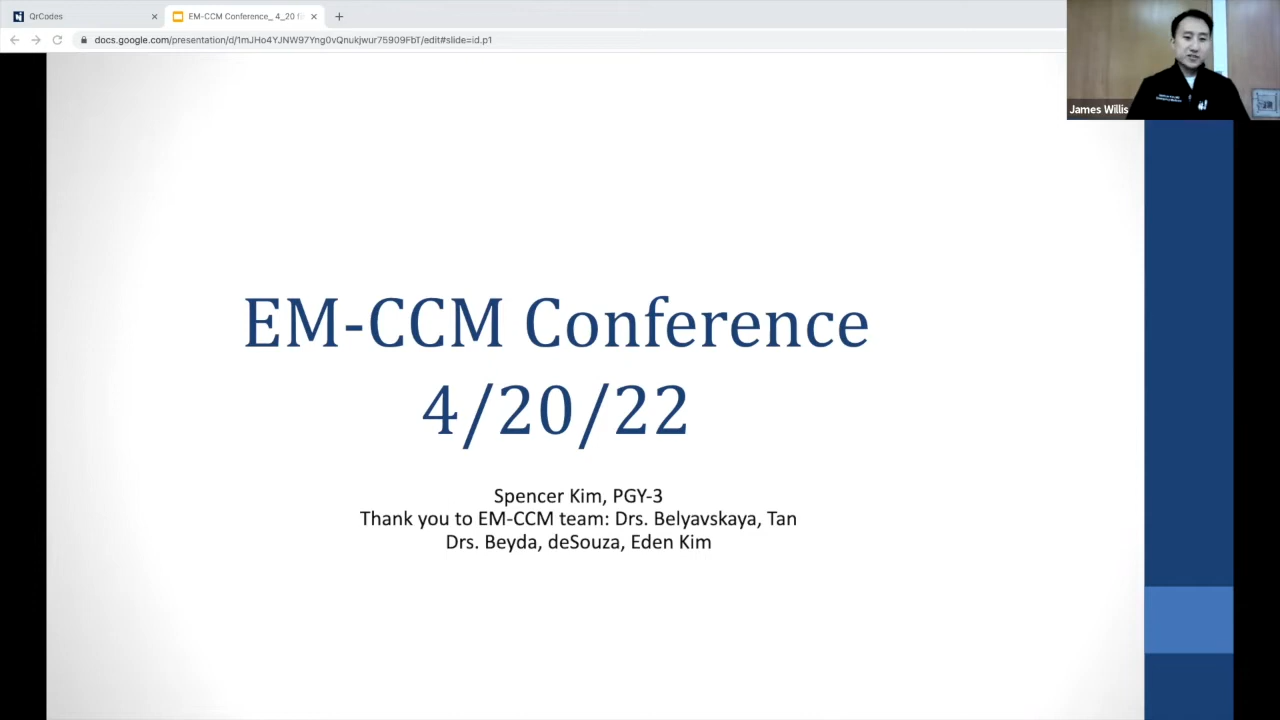 QrCodes
EM-CCM Conference_ 4_20 fi
docs.google.com/presentation/d/1mJHo4YJNW97Yng0vQnukjwur75909FbT/edit#slide=id.p1
James Willis
EM-CCM Conference
4/20/22
Spencer Kim, PGY-3
Thank you to EM-CCM team: Drs. Belyavskaya, Tan
Drs. Beyda, deSouza, Eden Kim